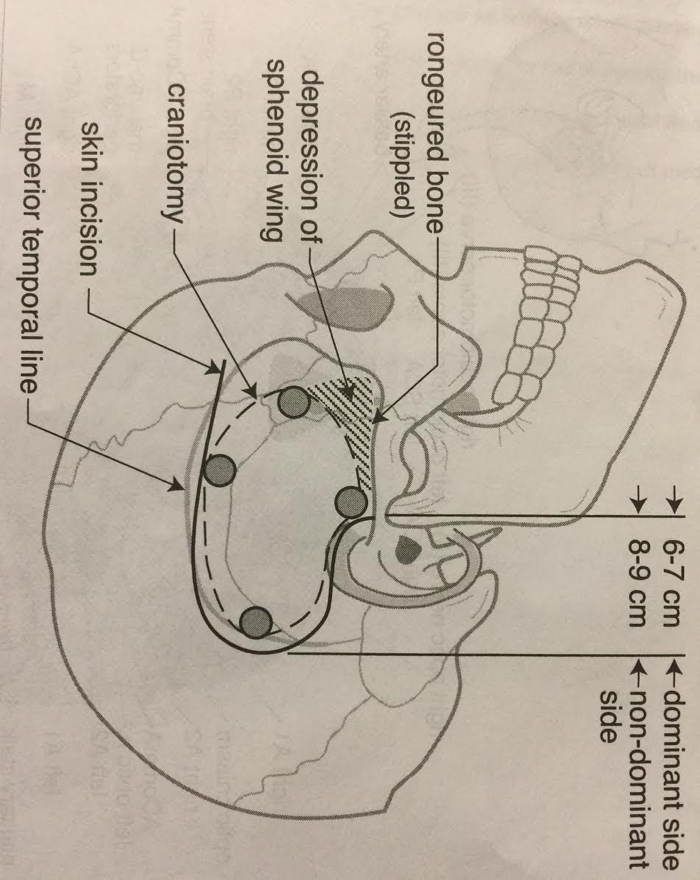 rongeured bone
(stippled)
depression of
sphenoid wing
craniotomy
skin incision
superior temporal line
6-7 cm
dominant side
8-9 cm
non-dominant
side